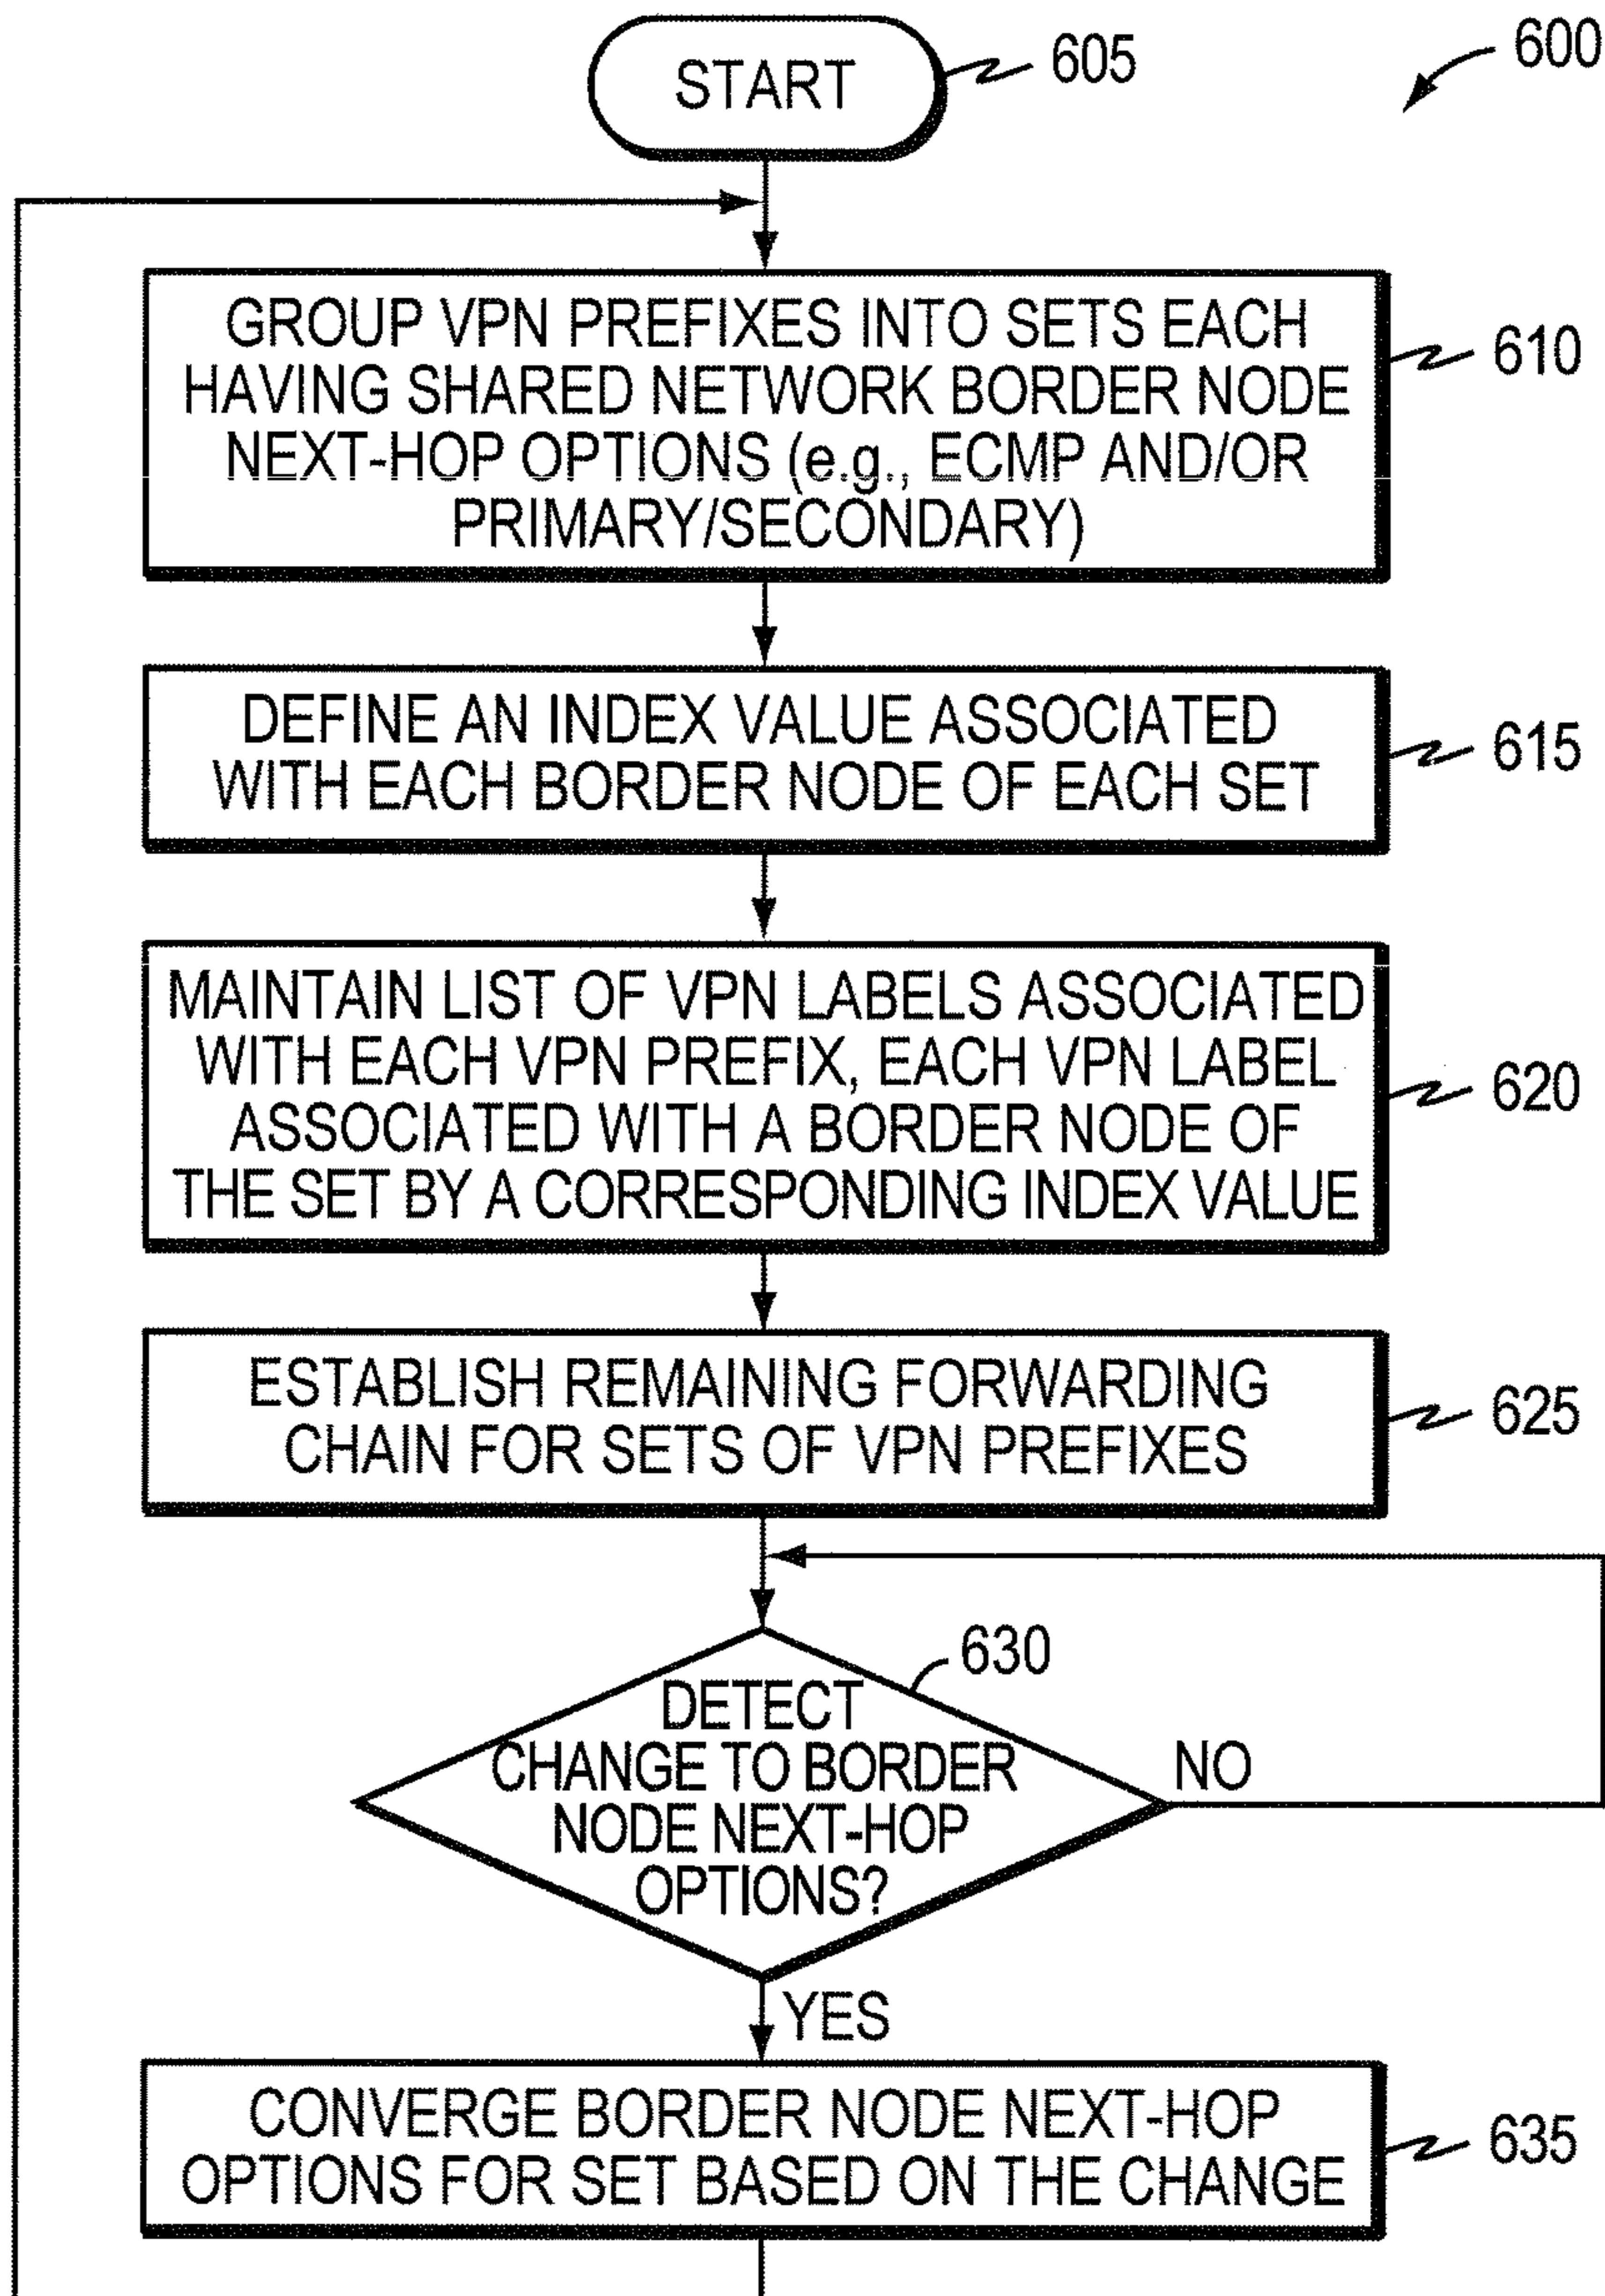 600
START
605
GROUP VPN PREFIXES INTO SETS EACH
HAVING SHARED NETWORK BORDER NODE
NEXT-HOP OPTIONS (e.g., ECMP AND/OR
PRIMARY/SECONDARY)
610
DEFINE AN INDEX VALUE ASSOCIATED
WITH EACH BORDER NODE OF EACH SET
615
MAINTAIN LIST OF VPN LABELS ASSOCIATED
WITH EACH VPN PREFIX, EACH VPN LABEL
ASSOCIATED WITH A BORDER NODE OF
THE SET BY A CORRESPONDING INDEX VALUE
620
ESTABLISH REMAINING FORWARDING
CHAIN FOR SETS OF VPN PREFIXES
625
630
DETECT
CHANGE TO BORDER
NODE NEXT-HOP
OPTIONS?
NO
YES
CONVERGE BORDER NODE NEXT-HOP
OPTIONS FOR SET BASED ON THE CHANGE
635